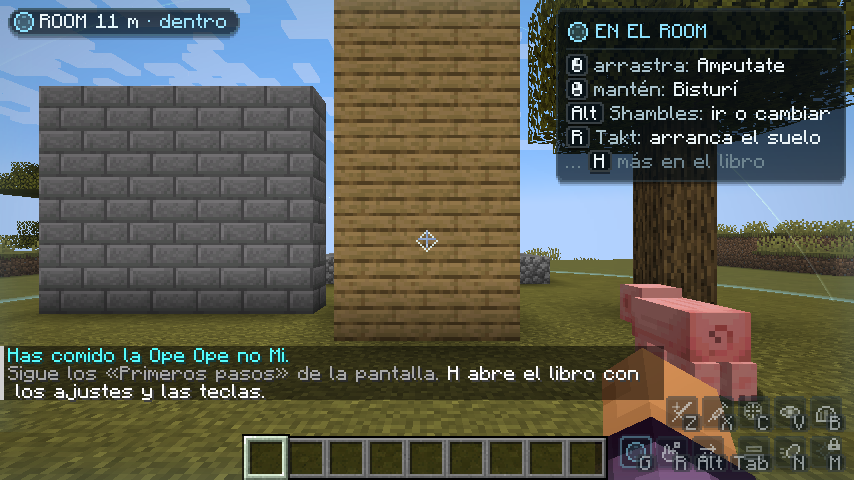 ROOM 11 m · dentro
EN EL ROOM
arrastra: Amputate
mantén: Bisturí
Alt Shambles: ir o cambiar
R Takt: arranca el suelo
... H más en el libro
Has comido la Ope Ope no Mi.
Sigue los «Primeros pasos» de la pantalla. H abre el libro con
los ajustes y las teclas.
Z X C V B
G R Alt Tab N M